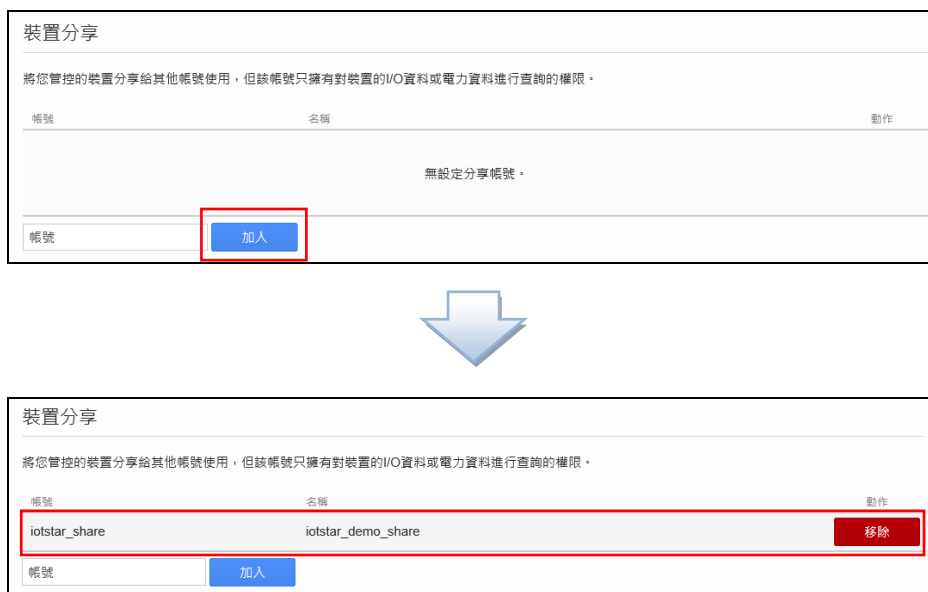 裝置分享
將您管控的裝置分享給其他帳號使用，但該帳號只擁有對裝置的I/O資料或電力資料進行查詢的權限。
帳號 名稱 動作
無設定分享帳號。
帳號 加入
裝置分享
將您管控的裝置分享給其他帳號使用，但該帳號只擁有對裝置的I/O資料或電力資料進行查詢的權限。
帳號 名稱 動作
iotstar_share iotstar_demo_share 移除
帳號 加入